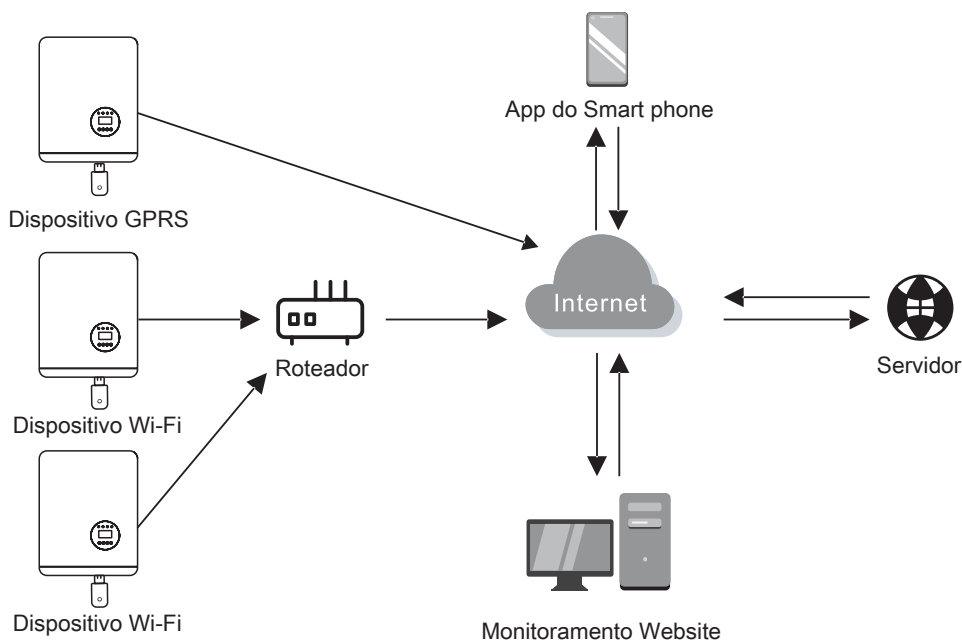 App do Smart phone
Dispositivo GPRS
Internet
Roteador
Servidor
Dispositivo Wi-Fi
Dispositivo Wi-Fi
Monitoramento Website